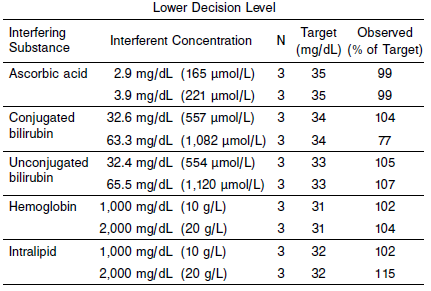 Lower Decision Level
Interfering Substance Interferent Concentration N Target (mg/dL) Observed (% of Target)
Ascorbic acid 2.9 mg/dL (165 µmol/L) 3 35 99
3.9 mg/dL (221 µmol/L) 3 35 99
Conjugated bilirubin 32.6 mg/dL (557 µmol/L) 3 34 104
63.3 mg/dL (1,082 µmol/L) 3 34 77
Unconjugated bilirubin 32.4 mg/dL (554 µmol/L) 3 33 105
65.5 mg/dL (1,120 µmol/L) 3 33 107
Hemoglobin 1,000 mg/dL (10 g/L) 3 31 102
2,000 mg/dL (20 g/L) 3 31 104
Intralipid 1,000 mg/dL (10 g/L) 3 32 102
2,000 mg/dL (20 g/L) 3 32 115